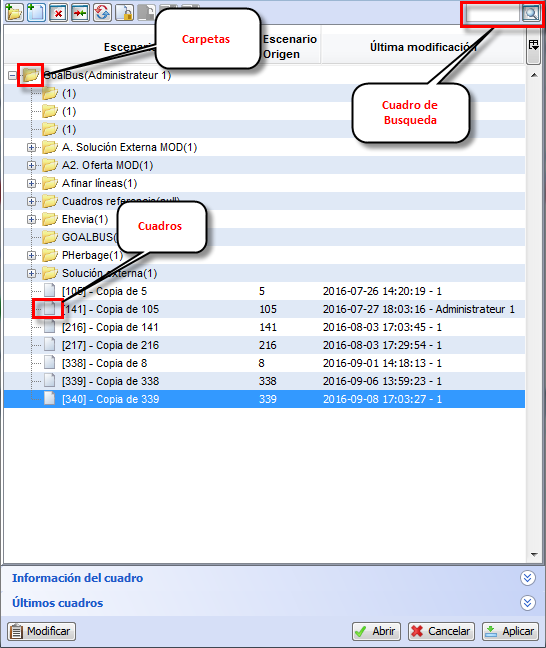 Carpetas
Escenari
Escenario Origen
Última modificación
GoalBus(Administrateur 1)
(1)
(1)
(1)
Cuadro de
Busqueda
A. Solución Externa MOD(1)
A2. Oferta MOD(1)
Afinar líneas(1)
Cuadros referencia(null)
Ehevia(1)
Cuadros
GOALBUS(
PHerbage(1)
Solución externa(1)
[105] - Copia de 5 5 2016-07-26 14:20:19 - 1
[141] - Copia de 105 105 2016-07-27 18:03:16 - Administrateur 1
[216] - Copia de 141 141 2016-08-03 17:03:45 - 1
[217] - Copia de 216 216 2016-08-03 17:29:54 - 1
[338] - Copia de 8 8 2016-09-01 14:18:13 - 1
[339] - Copia de 338 338 2016-09-06 13:59:23 - 1
[340] - Copia de 339 339 2016-09-08 17:03:27 - 1
Información del cuadro
Últimos cuadros
Modificar Abrir Cancelar Aplicar